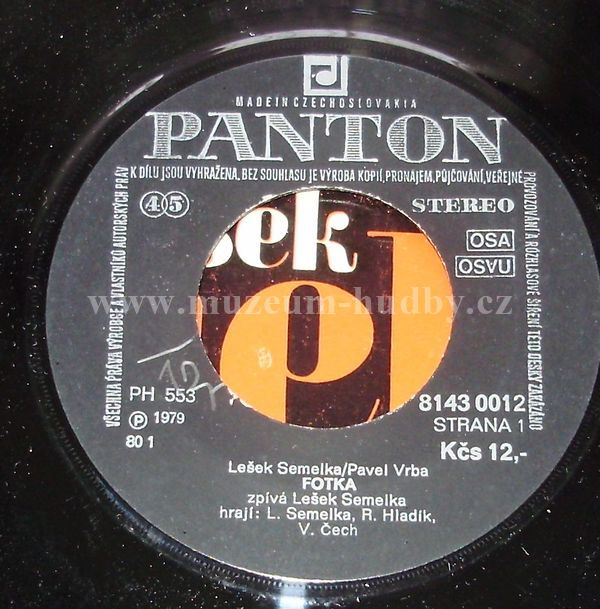 MADE IN CZECHOSLOVAKIA
PANTON
VŠECHNA PRÁVA VÝROBCE A VLASTNÍKŮ AUTORSKÝCH PRÁV K DÍLU JSOU VYHRAŽENA. BEZ SOUHLASU JE VÝROBA KOPIÍ, PRONÁJEM, PŮJČOVÁNÍ, VEŘEJNÉ PROVOZOVÁNÍ A ROZHLASOVÉ ŠÍŘENÍ TÉTO DESKY ZAKÁZÁNO
45
STEREO
OSA
OSVU
www.muzeum-hudby.cz
PH 553
℗ 1979
80 1
8143 0012
STRANA 1
Kčs 12,-
Lešek Semelka/Pavel Vrba
FOTKA
zpívá Lešek Semelka
hrají: L. Semelka, R. Hladík,
V. Čech